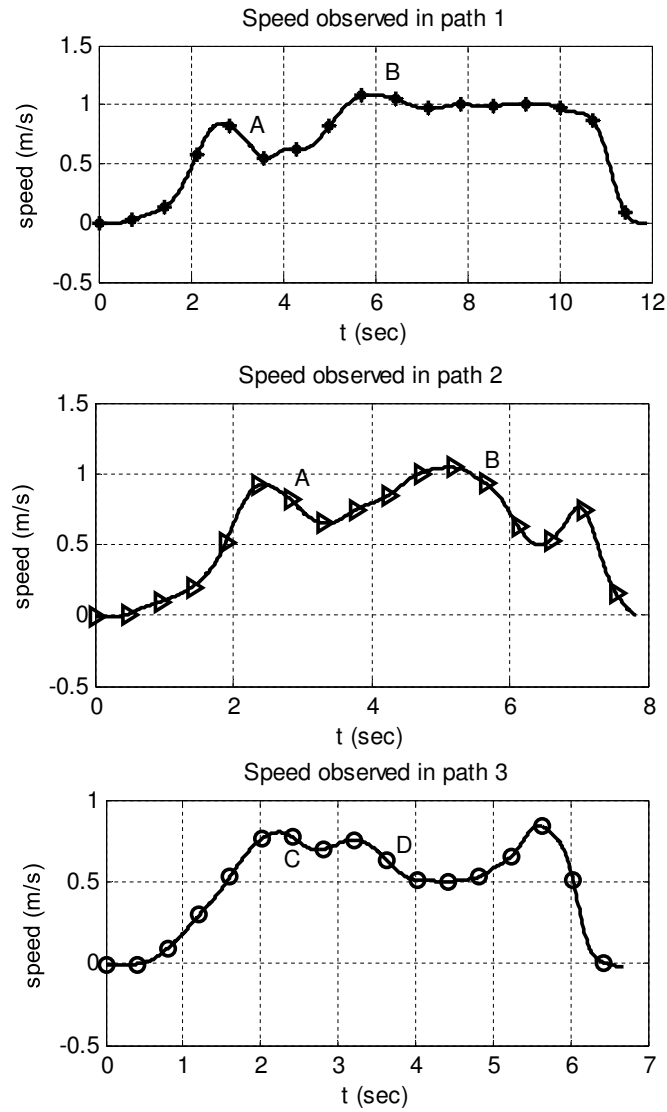 Speed observed in path 1
1.5
1
0.5
0
-0.5
speed (m/s)
A
B
0 2 4 6 8 10 12
t (sec)
Speed observed in path 2
1.5
1
0.5
0
-0.5
speed (m/s)
A
B
0 2 4 6 8
t (sec)
Speed observed in path 3
1
0.5
0
-0.5
speed (m/s)
C
D
0 1 2 3 4 5 6 7
t (sec)